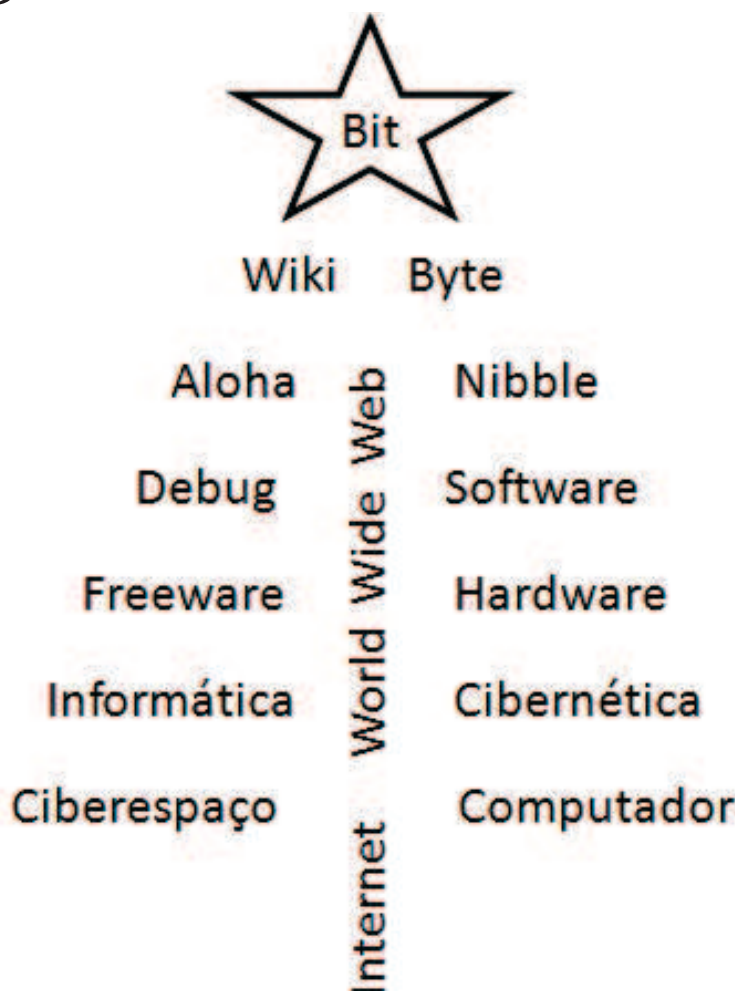 Bit
Wiki Byte
Aloha Nibble
Debug Software
Freeware Hardware
Informática Cibernética
Ciberespaço Computador
Internet World Wide Web